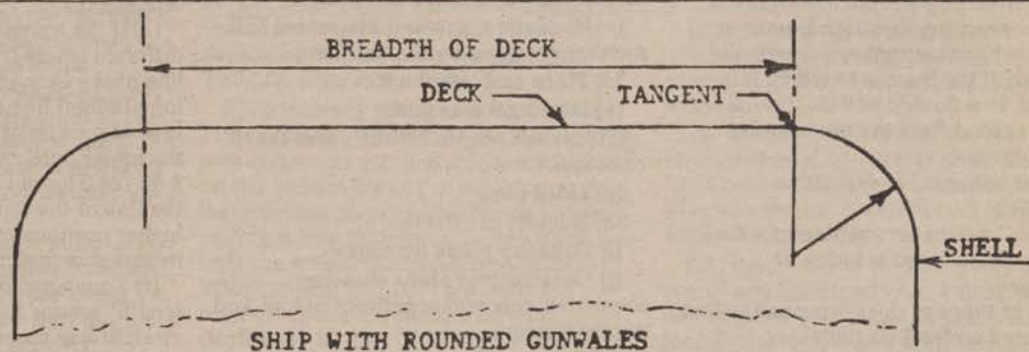 BREADTH OF DECK
DECK
TANGENT
SHELL
SHIP WITH ROUNDED GUNWALES